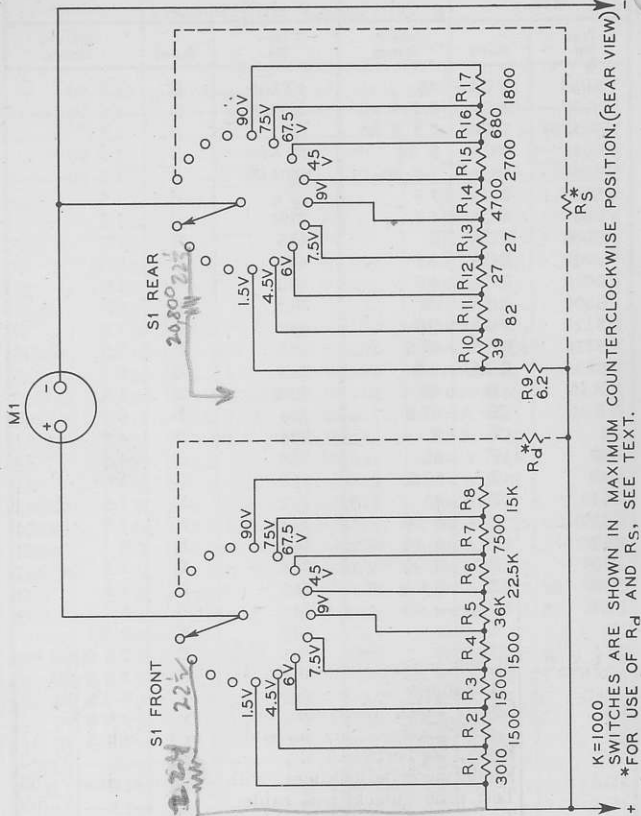 M1
+
-
S1 FRONT
22½
1.5V
4.5V
6V
7.5V
9V
45
V
67.5
V
75V
90V
R1
3010
R2
1500
R3
1500
R4
1500
R5
36K
R6
22.5K
R7
7500
R8
15K
Rd*
S1 REAR
20,800 22½
1.5V
4.5V
6V
7.5V
9V
45
V
67.5
V
75V
90V
R10
39
R11
82
R12
27
R13
27
R14
4700
R15
2700
R16
680
R17
1800
R9
6.2
RS*
+
-
K=1000
SWITCHES ARE SHOWN IN MAXIMUM COUNTERCLOCKWISE POSITION.(REAR VIEW)
*FOR USE OF Rd AND RS, SEE TEXT.